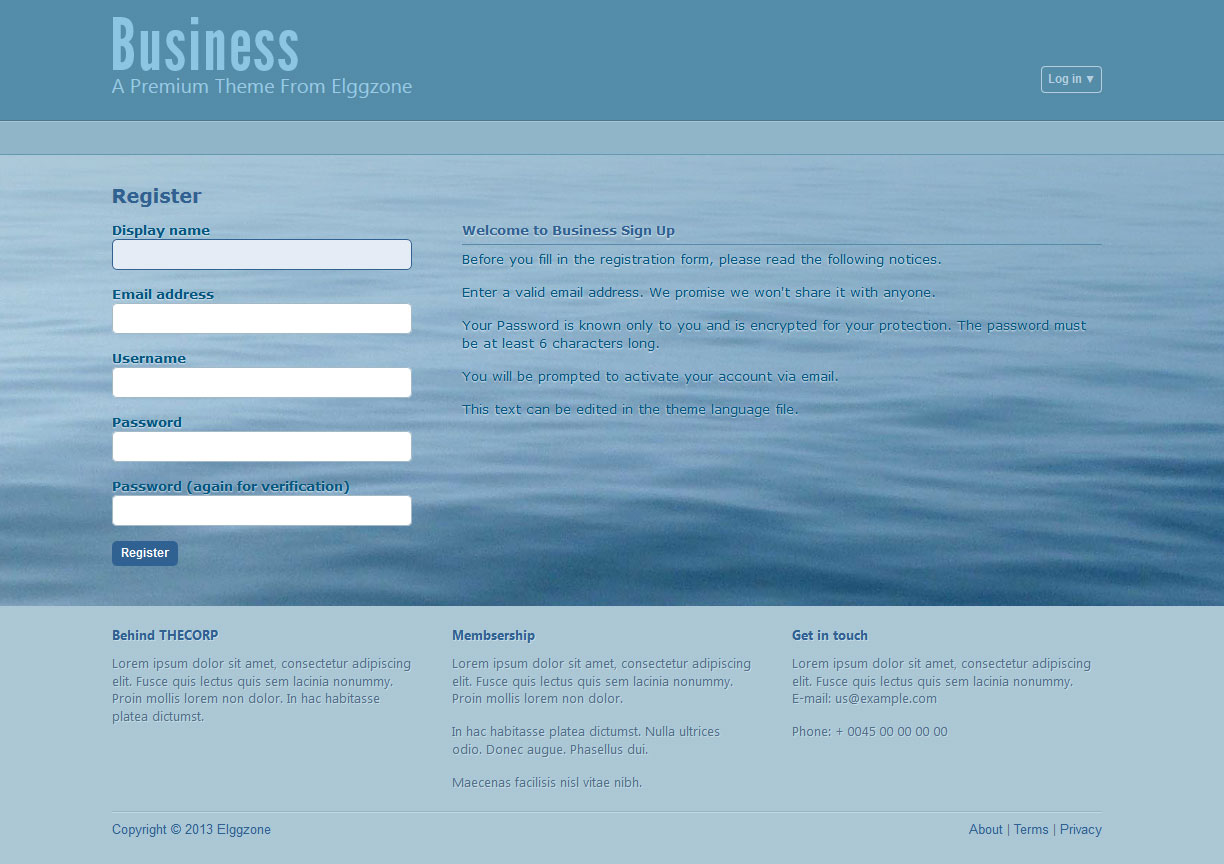 Business
A Premium Theme From Elggzone
Log in ▼
Register
Display name
Email address
Username
Password
Password (again for verification)
Register
Welcome to Business Sign Up
Before you fill in the registration form, please read the following notices.
Enter a valid email address. We promise we won't share it with anyone.
Your Password is known only to you and is encrypted for your protection. The password must
be at least 6 characters long.
You will be prompted to activate your account via email.
This text can be edited in the theme language file.
Behind THECORP
Lorem ipsum dolor sit amet, consectetur adipiscing
elit. Fusce quis lectus quis sem lacinia nonummy.
Proin mollis lorem non dolor. In hac habitasse
platea dictumst.
Membsership
Lorem ipsum dolor sit amet, consectetur adipiscing
elit. Fusce quis lectus quis sem lacinia nonummy.
Proin mollis lorem non dolor.
In hac habitasse platea dictumst. Nulla ultrices
odio. Donec augue. Phasellus dui.
Maecenas facilisis nisl vitae nibh.
Get in touch
Lorem ipsum dolor sit amet, consectetur adipiscing
elit. Fusce quis lectus quis sem lacinia nonummy.
E-mail: us@example.com
Phone: + 0045 00 00 00 00
Copyright © 2013 Elggzone
About | Terms | Privacy